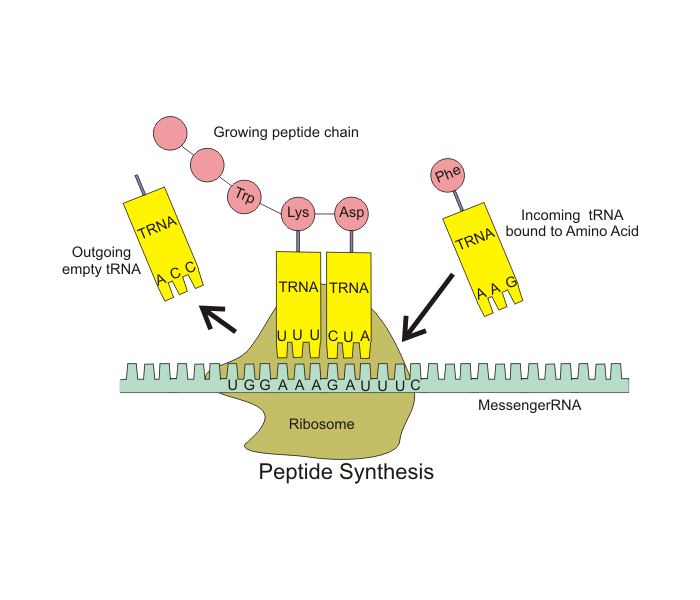 Growing peptide chain
Trp
Lys
Asp
Phe
Incoming tRNA
bound to Amino Acid
TRNA
A C C
Outgoing
empty tRNA
TRNA
U U U
TRNA
C U A
TRNA
A A G
U G G A A A G A U U U C
MessengerRNA
Ribosome
Peptide Synthesis